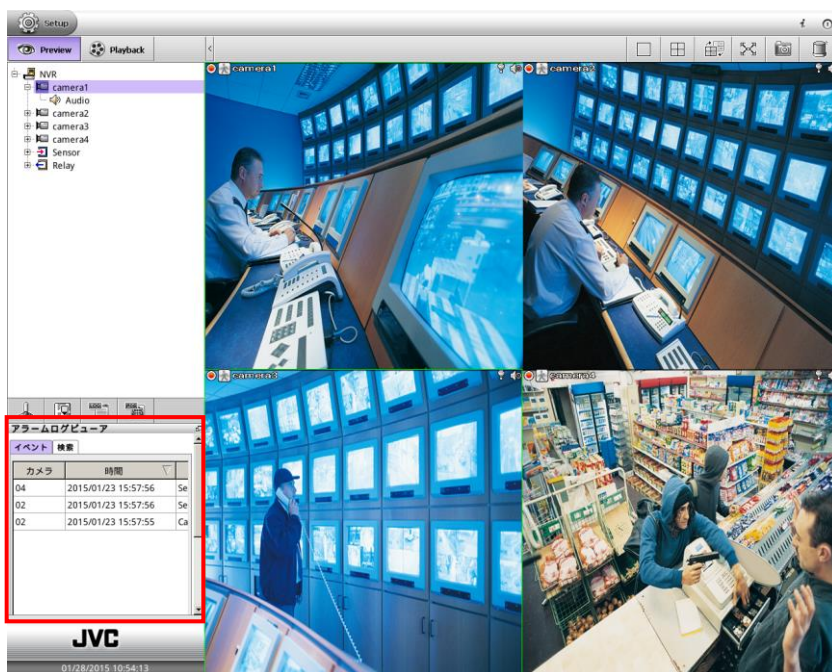 Setup
Preview
Playback
NVR
camera1
Audio
camera2
camera3
camera4
Sensor
Relay
camera1
camera2
camera3
camera4
アラームログビューア
イベント 検索
カメラ 時間
04 2015/01/23 15:57:56 Se
02 2015/01/23 15:57:56 Se
02 2015/01/23 15:57:55 Ca
JVC
01/28/2015 10:54:13